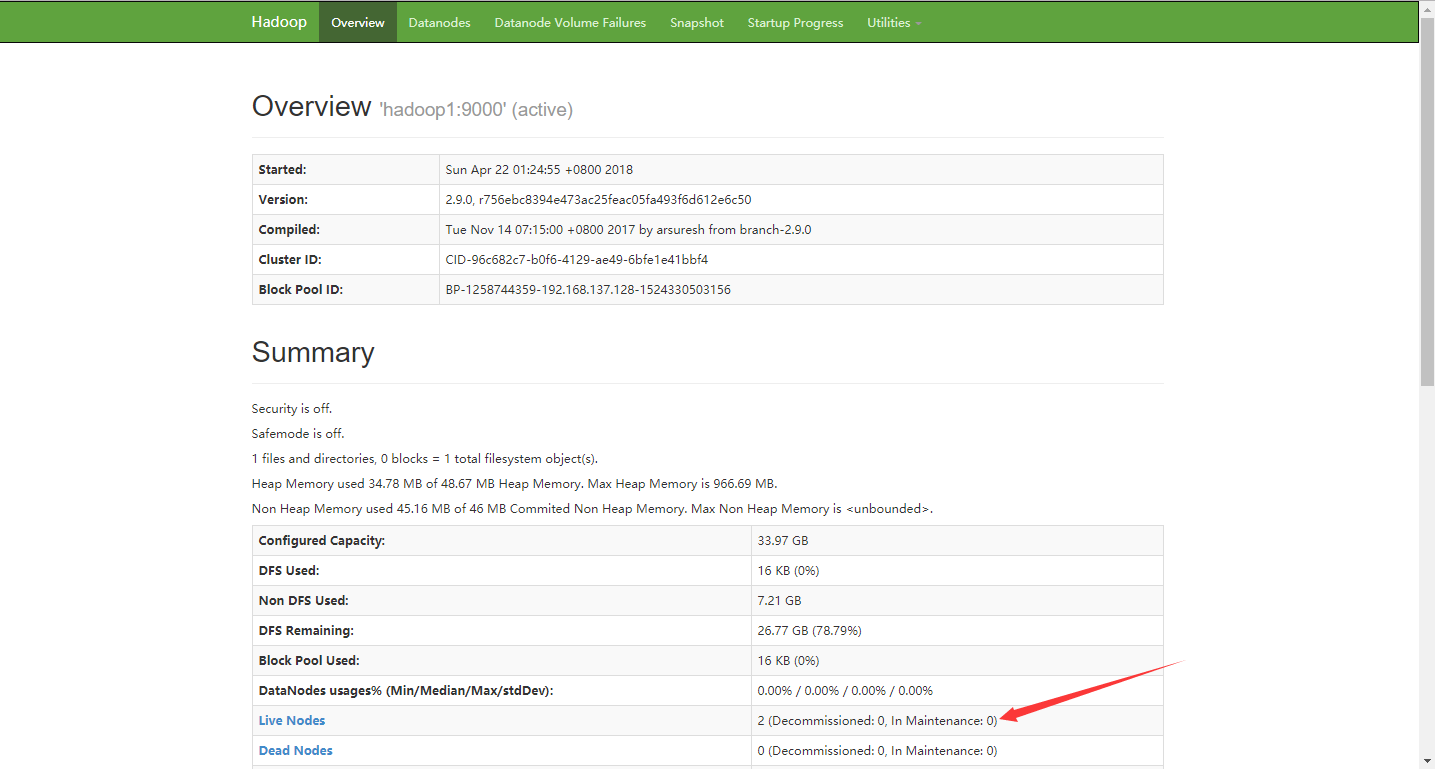 Hadoop Overview Datanodes Datanode Volume Failures Snapshot Startup Progress Utilities
Overview 'hadoop1:9000' (active)
Started: Sun Apr 22 01:24:55 +0800 2018
Version: 2.9.0, r756ebc8394e473ac25feac05fa493f6d612e6c50
Compiled: Tue Nov 14 07:15:00 +0800 2017 by arsuresh from branch-2.9.0
Cluster ID: CID-96c682c7-b0f6-4129-ae49-6bfe1e41bbf4
Block Pool ID: BP-1258744359-192.168.137.128-1524330503156
Summary
Security is off.
Safemode is off.
1 files and directories, 0 blocks = 1 total filesystem object(s).
Heap Memory used 34.78 MB of 48.67 MB Heap Memory. Max Heap Memory is 966.69 MB.
Non Heap Memory used 45.16 MB of 46 MB Commited Non Heap Memory. Max Non Heap Memory is <unbounded>.
Configured Capacity: 33.97 GB
DFS Used: 16 KB (0%)
Non DFS Used: 7.21 GB
DFS Remaining: 26.77 GB (78.79%)
Block Pool Used: 16 KB (0%)
DataNodes usages% (Min/Median/Max/stdDev): 0.00% / 0.00% / 0.00% / 0.00%
Live Nodes 2 (Decommissioned: 0, In Maintenance: 0)
Dead Nodes 0 (Decommissioned: 0, In Maintenance: 0)